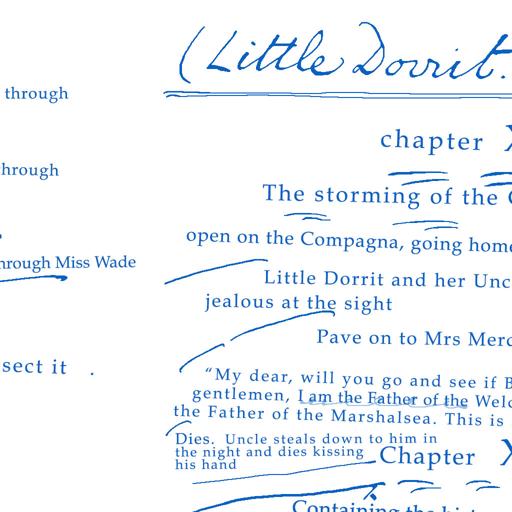 (Little Dorrit.
through
chapter X
through
The storming of the
open on the Compagna, going home
through Miss Wade
Little Dorrit and her Unc
jealous at the sight
Pave on to Mrs Merd
sect it .
"My dear, will you go and see if B
gentlemen, I am the Father of the Welc
the Father of the Marshalsea. This is
Dies. Uncle steals down to him in
the night and dies kissing
his hand
Chapter X
Containing the hist